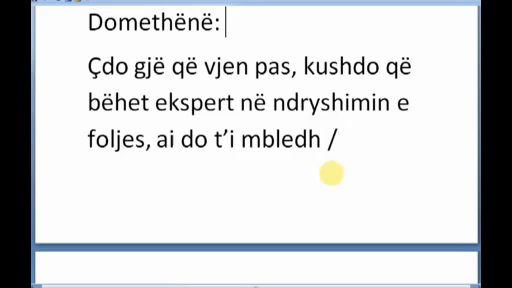 Domethënë:
Çdo gjë që vjen pas, kushdo që
bëhet ekspert në ndryshimin e
foljes, ai do t’i mbledh /